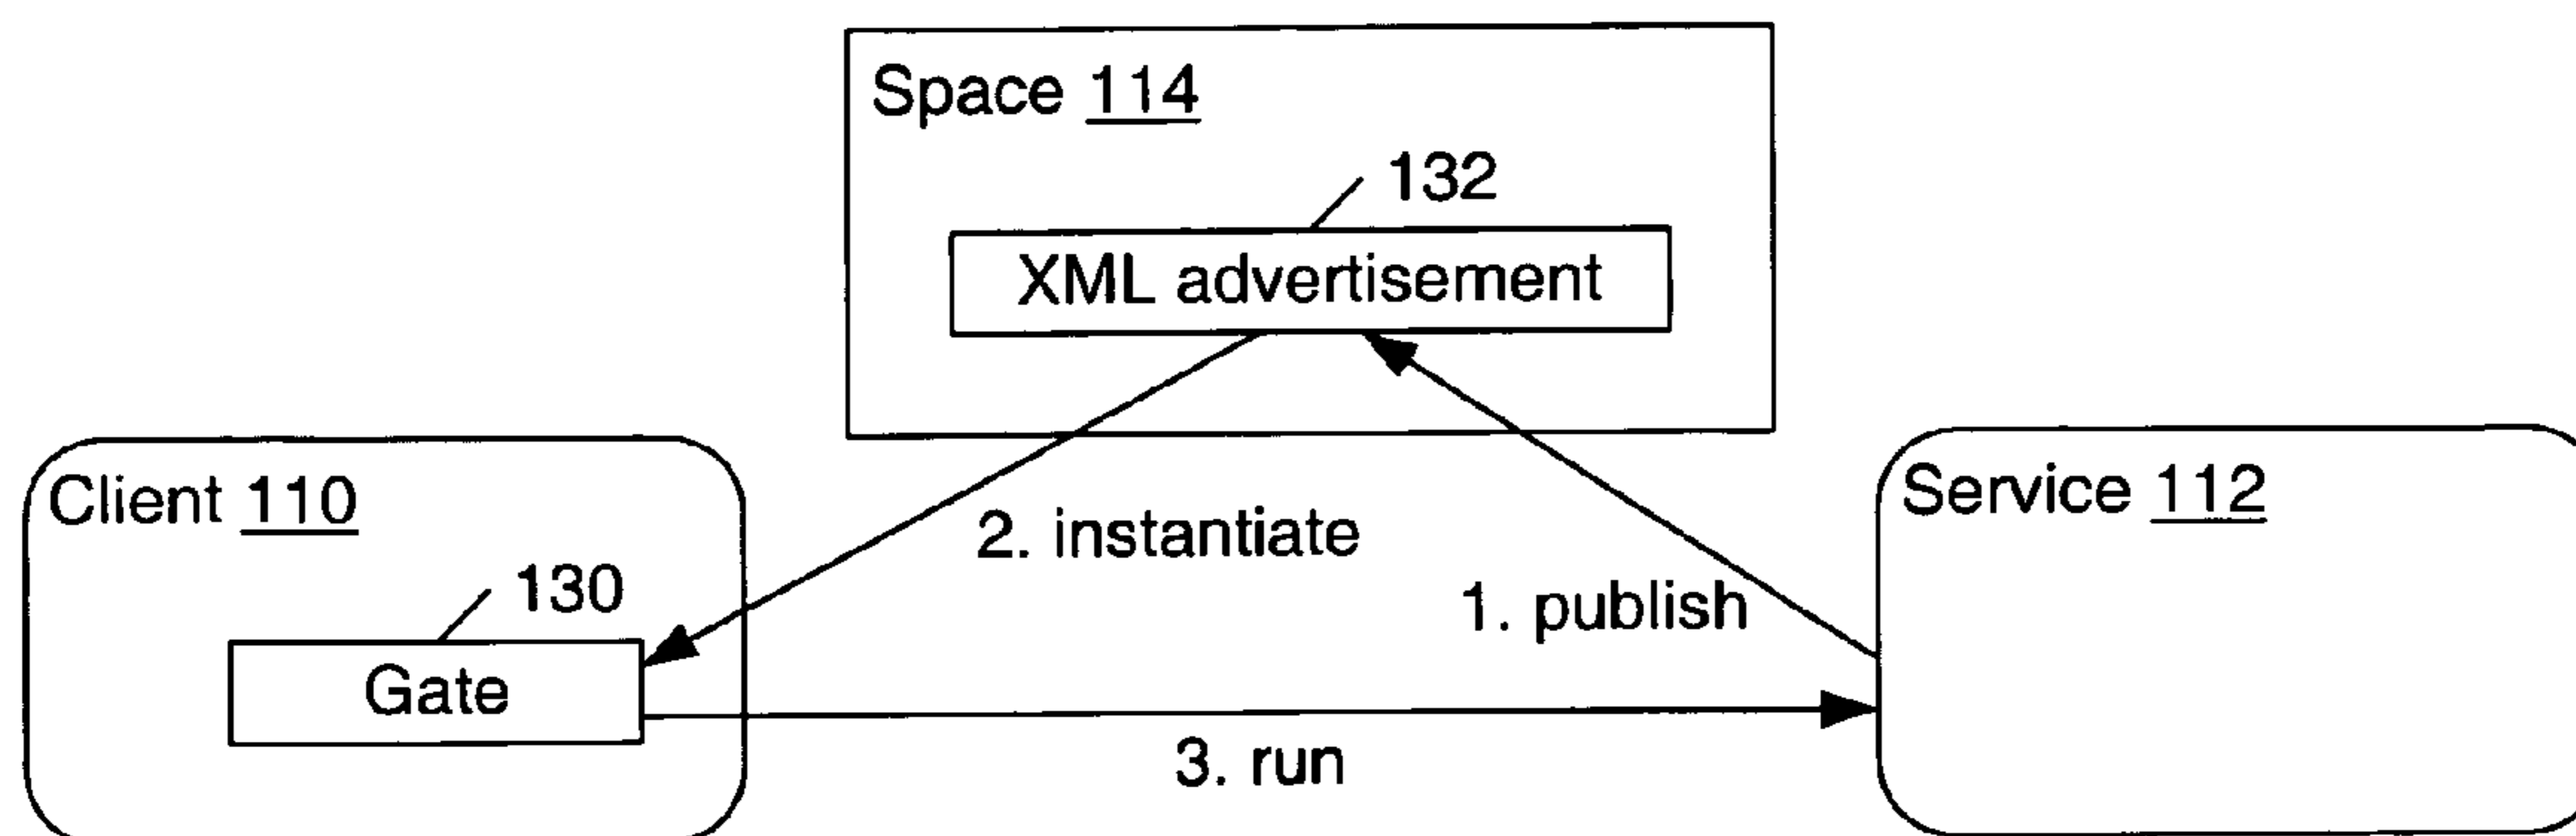 Space 114
132
XML advertisement
Client 110
Service 112
2. instantiate
130
1. publish
Gate
3. run